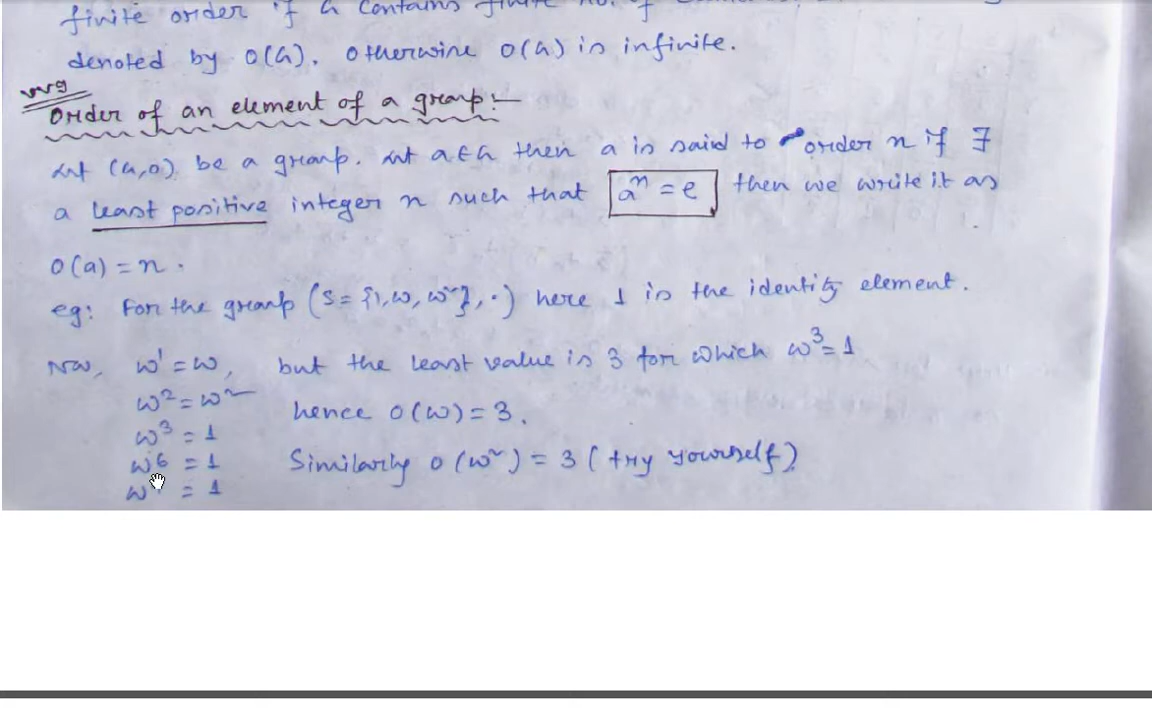 finite order if G contains finite no. of
denoted by O(G). Otherwise O(G) is infinite.
Order of an element of a group:-
Let (G,o) be a group. Let a∈G then a is said to order n if ∃
a least positive integer n such that aⁿ = e then we write it as
O(a) = n.
eg: For the group (S = {1, ω, ω²}, ·) here 1 is the identity element.
Now, ω¹ = ω, but the least value is 3 for which ω³ = 1
ω² = ω²
hence O(ω) = 3.
ω³ = 1
ω⁶ = 1 Similarly O(ω²) = 3 (try yourself)
ω = 1